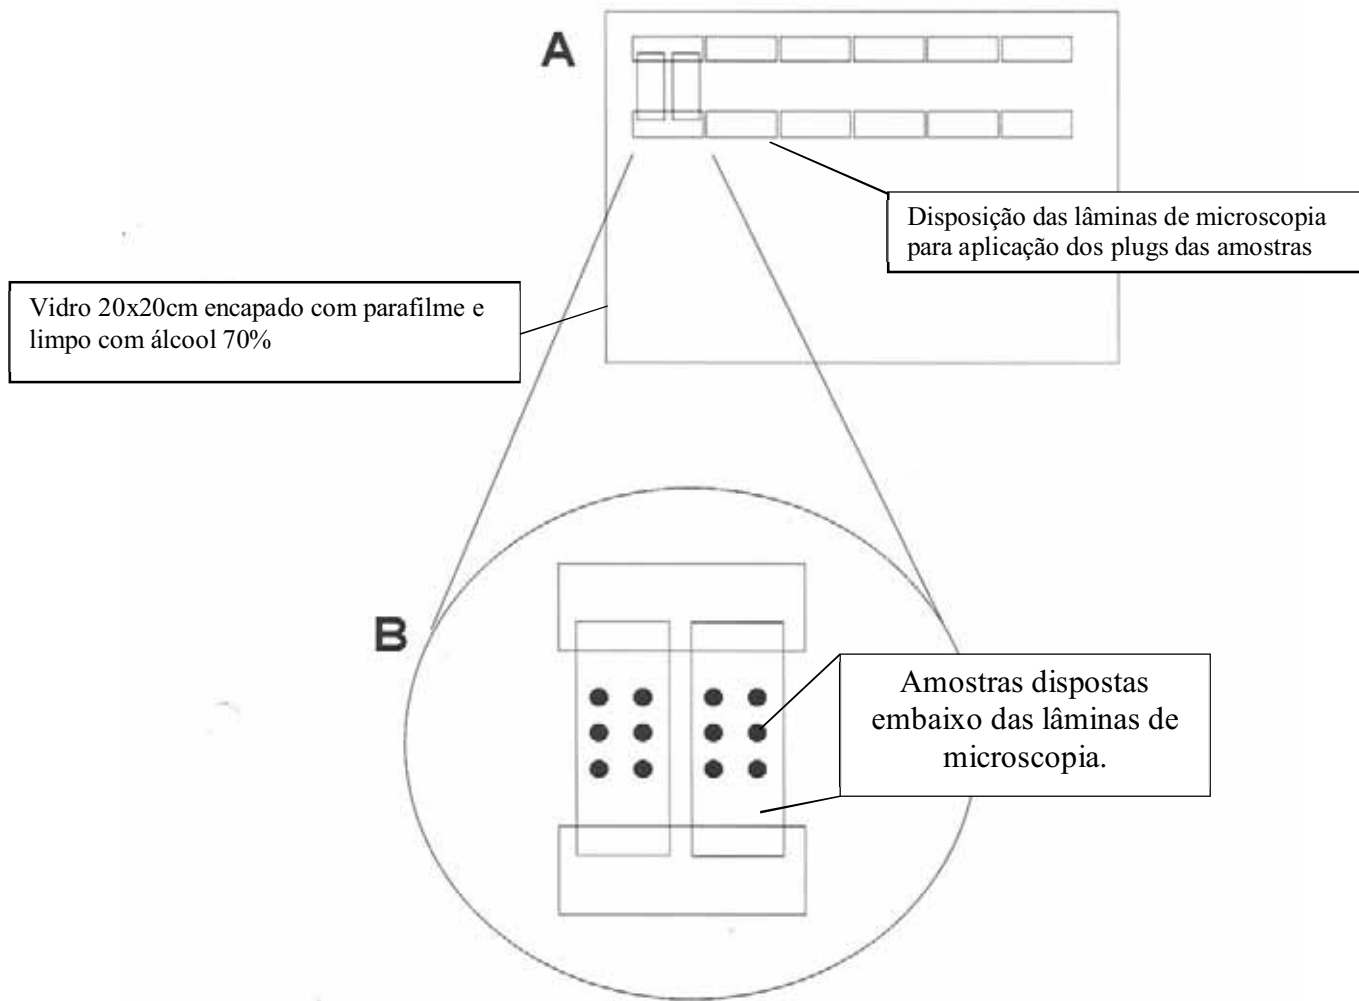 A
Disposição das lâminas de microscopia
para aplicação dos plugs das amostras
Vidro 20x20cm encapado com parafilme e
limpo com álcool 70%
B
Amostras dispostas
embaixo das lâminas de
microscopia.